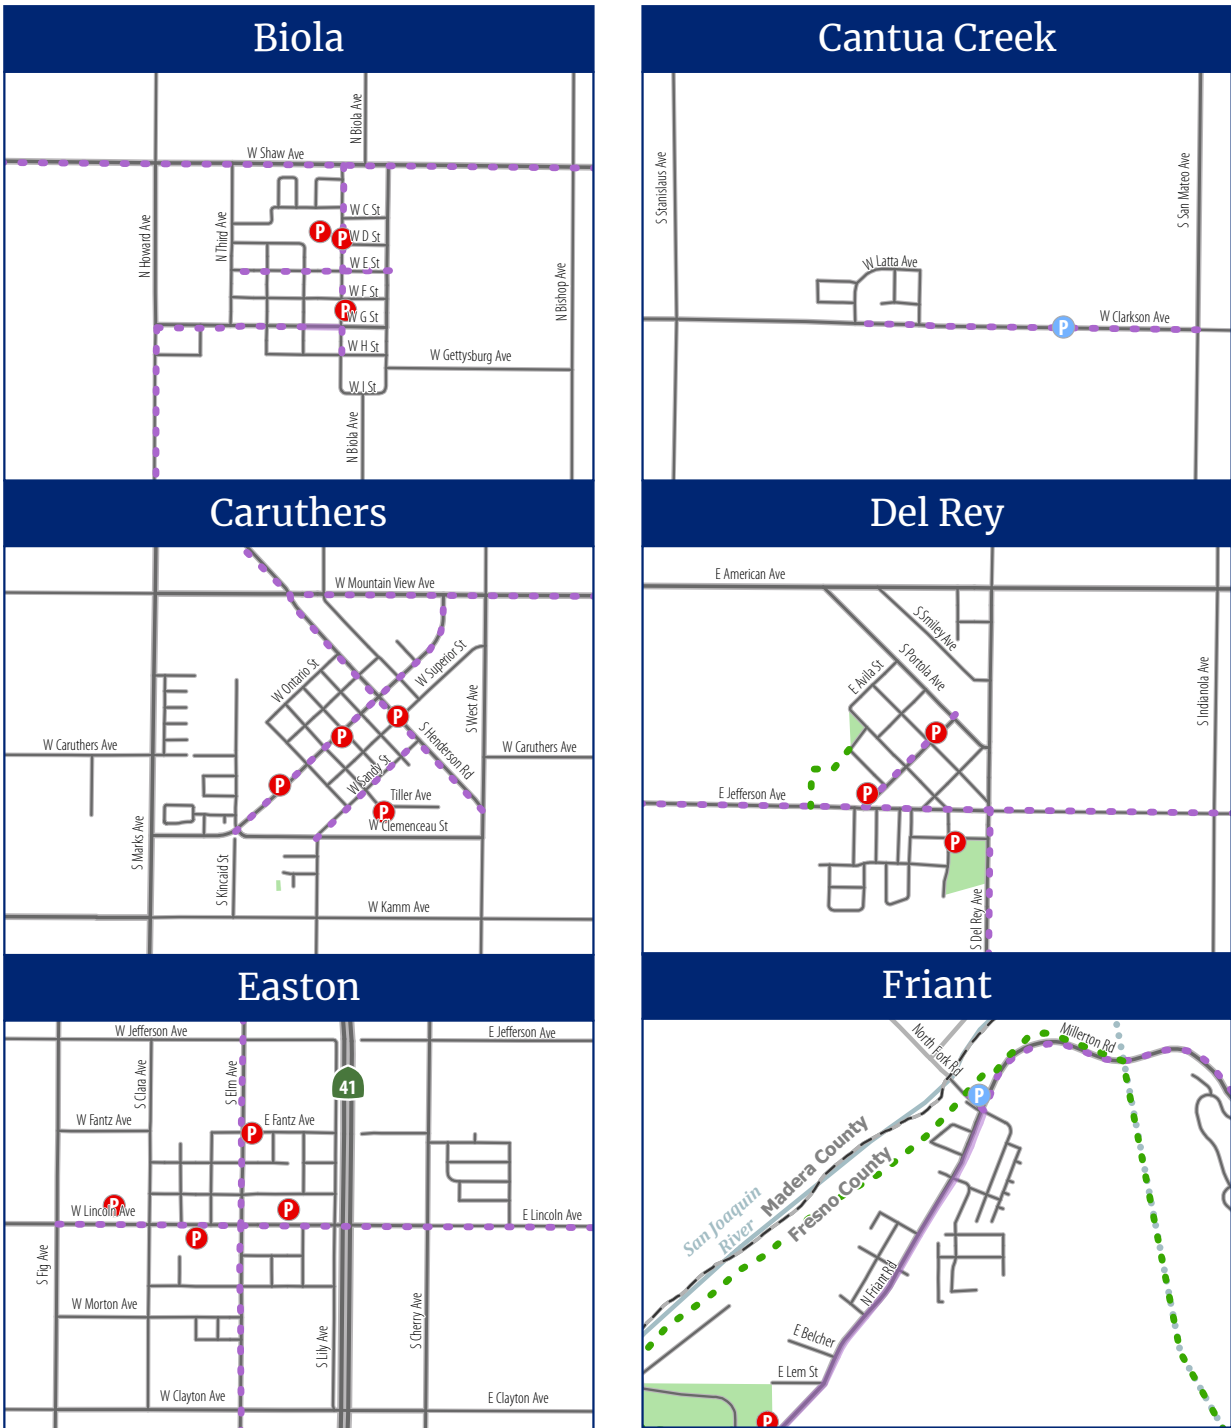 Biola
N Biola Ave
W Shaw Ave
N Howard Ave
N Third Ave
W C St
P
P
W D St
W E St
W F St
P
W G St
W H St
N Bishop Ave
W Gettysburg Ave
W I St
N Biola Ave
Cantua Creek
S Stanislaus Ave
S San Mateo Ave
W Latta Ave
W Clarkson Ave
P
Caruthers
W Mountain View Ave
W Ontario St
W Superior St
S West Ave
P
P
S Henderson Rd
W Caruthers Ave
W Caruthers Ave
W Sandy St
P
Tiller Ave
P
W Clemenceau St
S Marks Ave
S Kincaid St
W Kamm Ave
Del Rey
E American Ave
S Smiley Ave
S Portola Ave
E Avila St
S Indianola Ave
P
E Jefferson Ave
P
P
S Del Rey Ave
Easton
W Jefferson Ave
E Jefferson Ave
S Clara Ave
S Elm Ave
41
W Fantz Ave
E Fantz Ave
P
P
W Lincoln Ave
P
E Lincoln Ave
P
S Fig Ave
W Morton Ave
S Lily Ave
S Cherry Ave
W Clayton Ave
E Clayton Ave
Friant
North Fork Rd
Millerton Rd
P
Madera County
Fresno County
San Joaquin
River
N Friant Rd
E Belcher
E Lem St
P